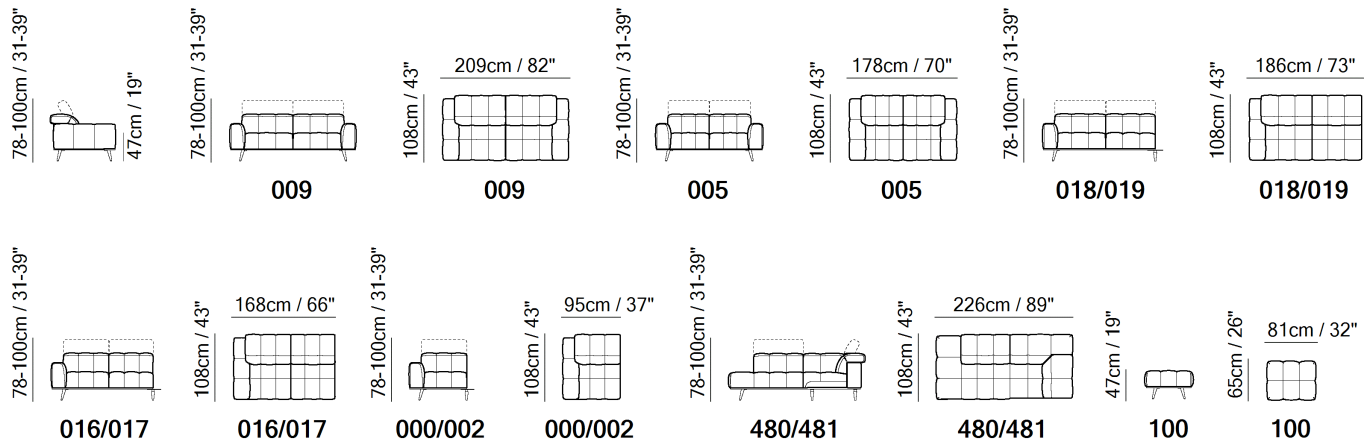 78-100cm / 31-39"
47cm / 19"
78-100cm / 31-39"
009
108cm / 43"
209cm / 82"
009
78-100cm / 31-39"
005
108cm / 43"
178cm / 70"
005
78-100cm / 31-39"
018/019
108cm / 43"
186cm / 73"
018/019
78-100cm / 31-39"
016/017
108cm / 43"
168cm / 66"
016/017
78-100cm / 31-39"
000/002
108cm / 43"
95cm / 37"
000/002
78-100cm / 31-39"
480/481
108cm / 43"
226cm / 89"
480/481
47cm / 19"
100
65cm / 26"
81cm / 32"
100